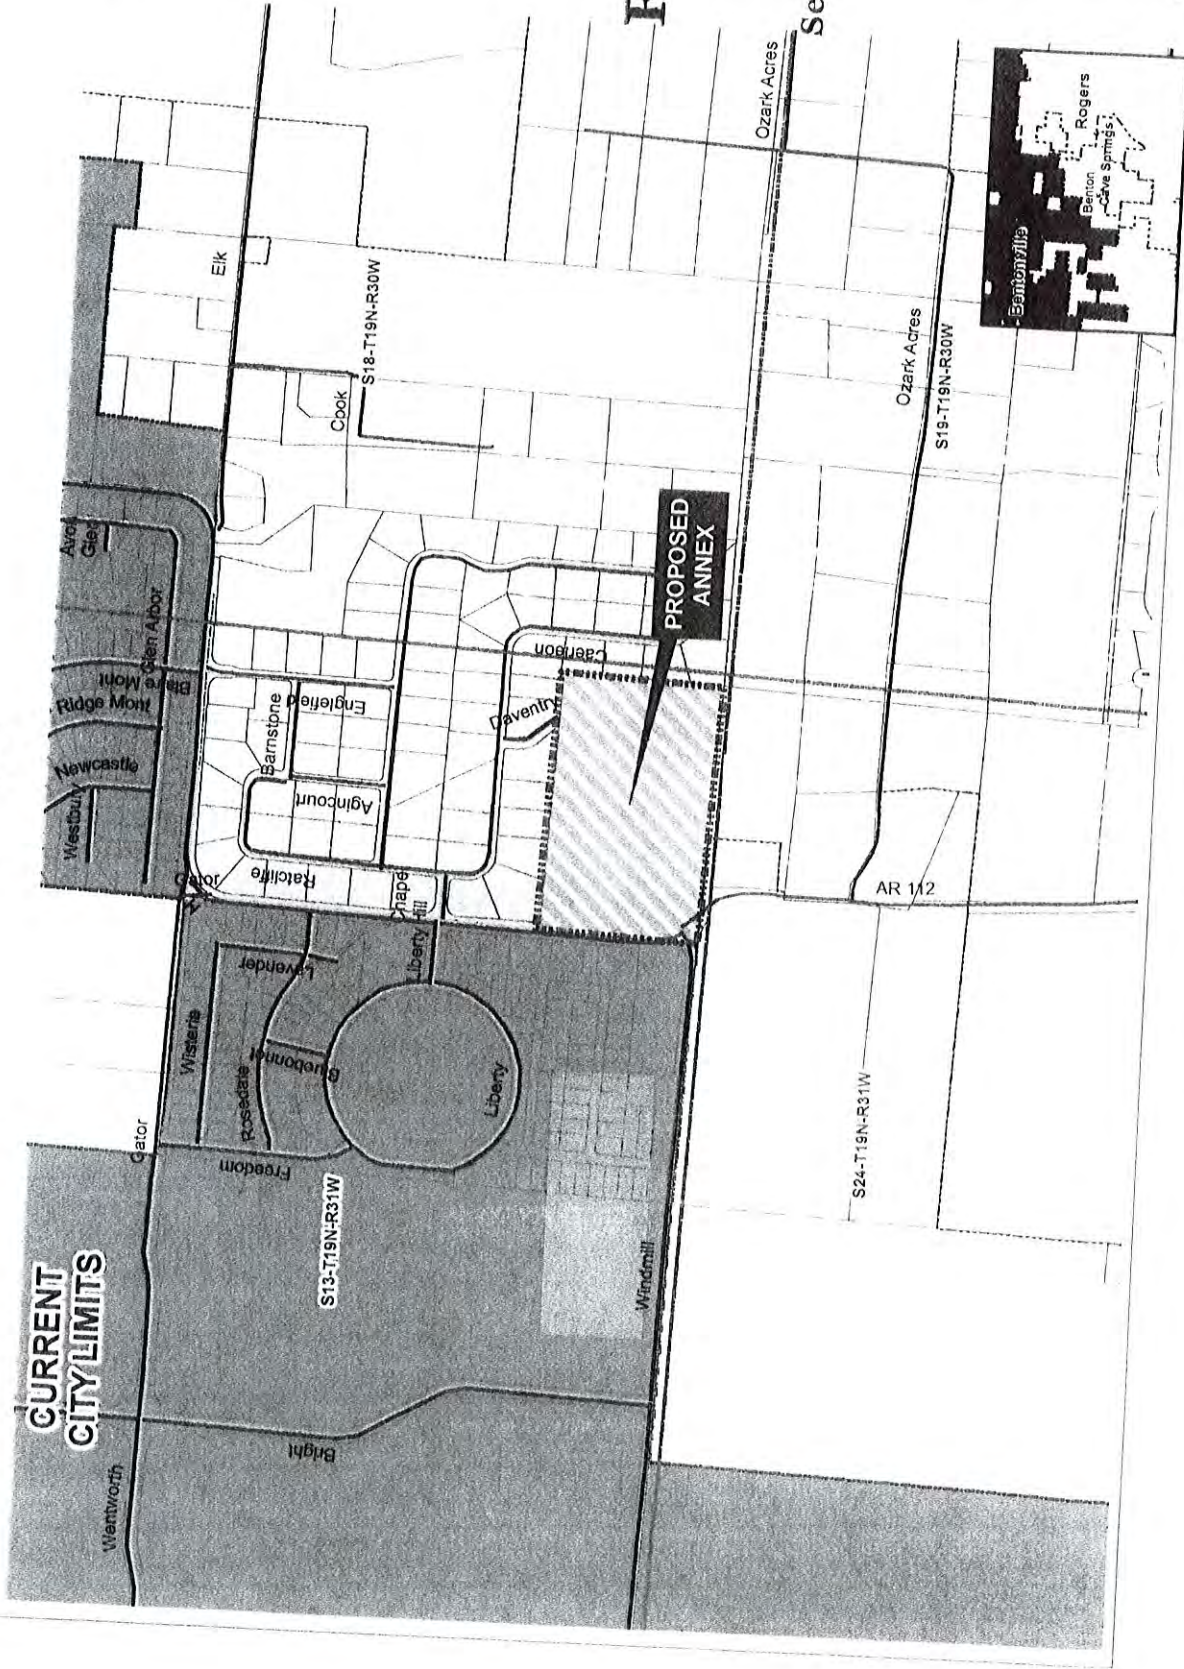 CURRENT
CITY LIMITS
Wentworth
Bright
Gator
Freedom
Wisteria
Rosedale
Bluebonnet
Lavender
Liberty
Liberty
S13-T19N-R31W
Windmill
S24-T19N-R31W
Westbury
Newcastle
Ridge Mont
Blaire Mont
Glen Arbor
Gator
Ratcliffe
Agincourt
Barnstone
Englefield
Chapel
Hill
Daventry
Caerleon
PROPOSED
ANNEX
AR 112
Elk
Cook
S18-T19N-R30W
Ozark Acres
Ozark Acres
S19-T19N-R30W
Bentonville
Benton
Rogers
Cave Springs
Se